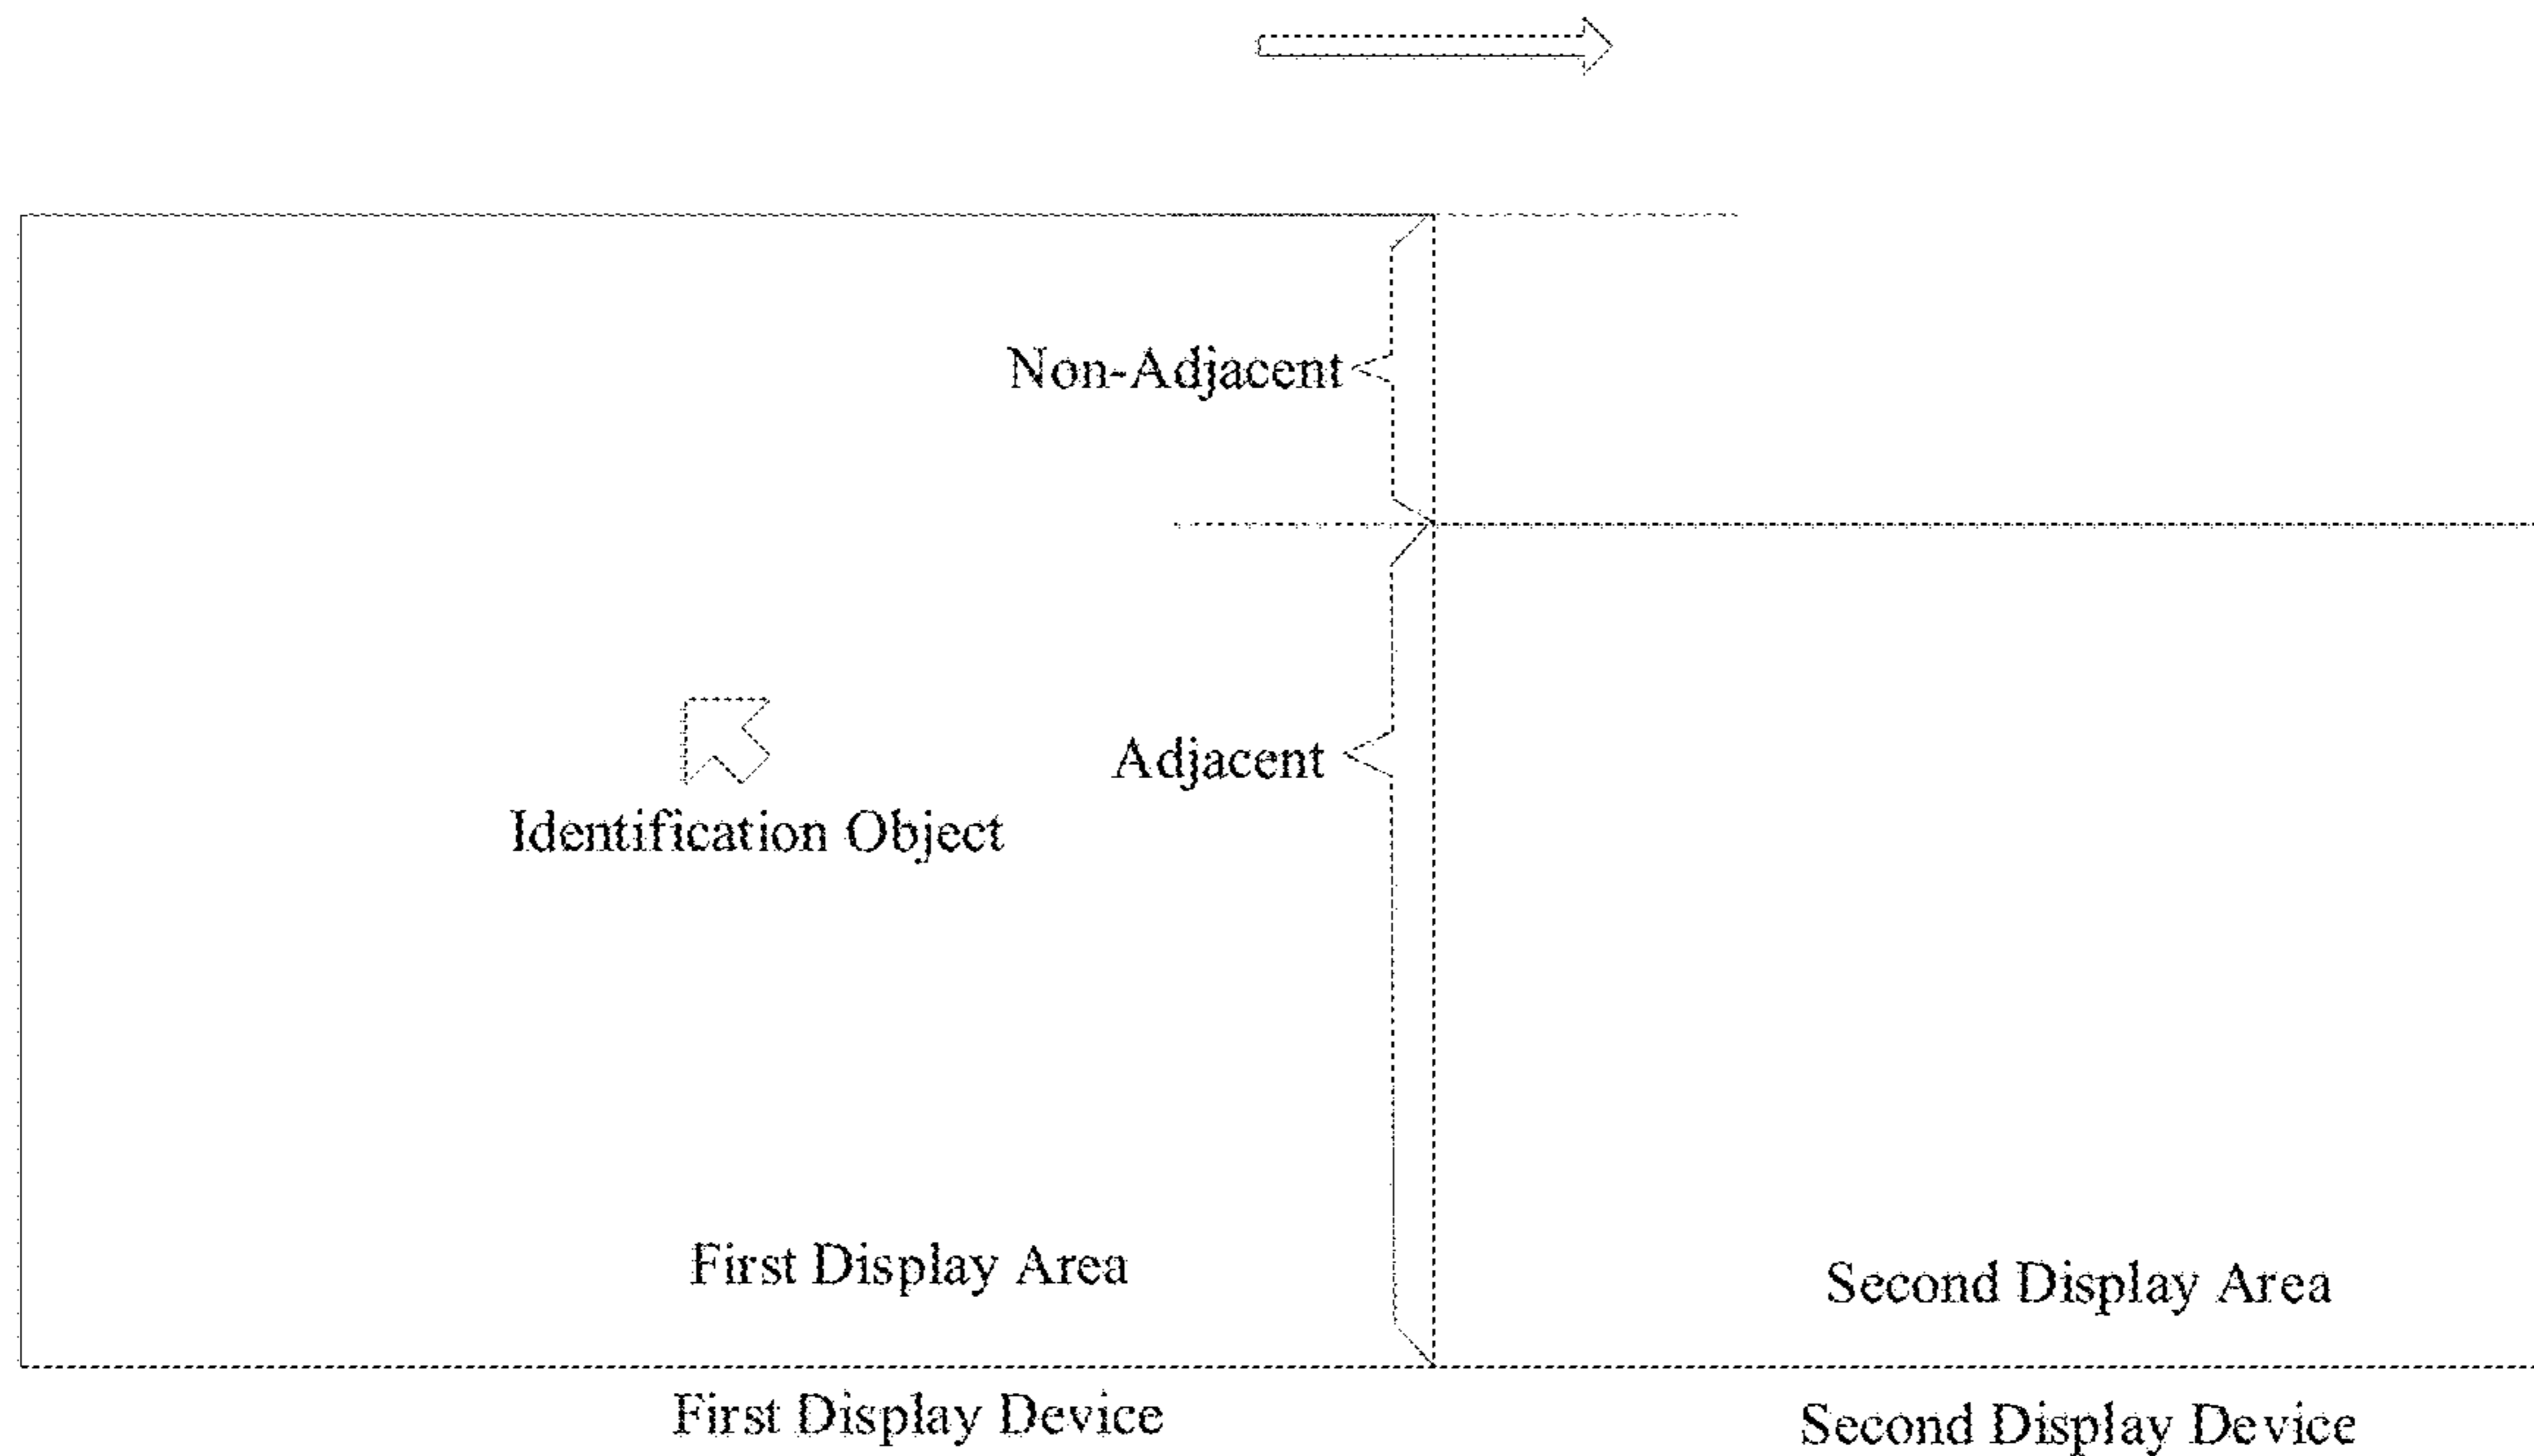 Non-Adjacent
Adjacent
Identification Object
First Display Area
Second Display Area
First Display Device
Second Display Device